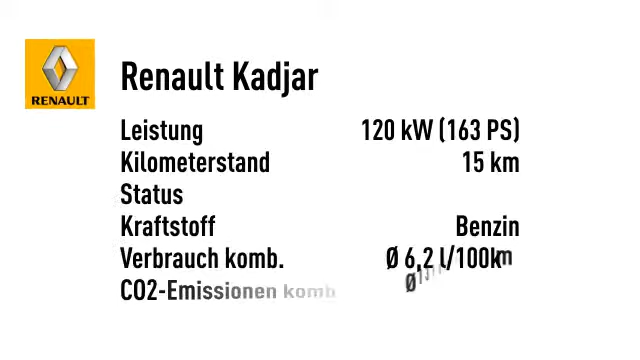 RENAULT
Renault Kadjar
Leistung 120 kW (163 PS)
Kilometerstand 15 km
Status
Kraftstoff Benzin
Verbrauch komb. Ø 6,2 l/100km
CO2-Emissionen komb Ø